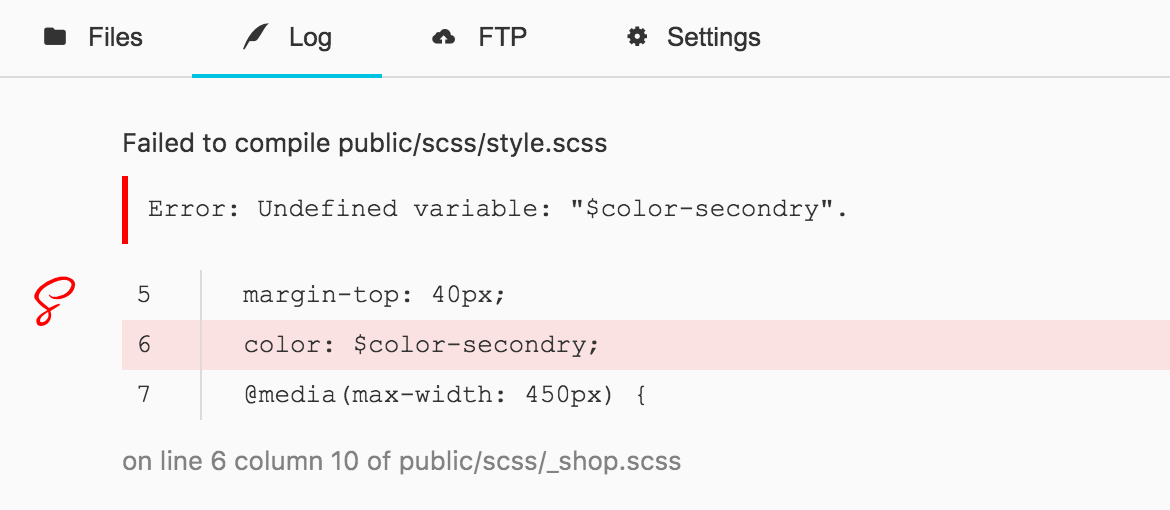 Files Log FTP Settings
Failed to compile public/scss/style.scss
Error: Undefined variable: "$color-secondry".
5 margin-top: 40px;
6 color: $color-secondry;
7 @media(max-width: 450px) {
on line 6 column 10 of public/scss/_shop.scss